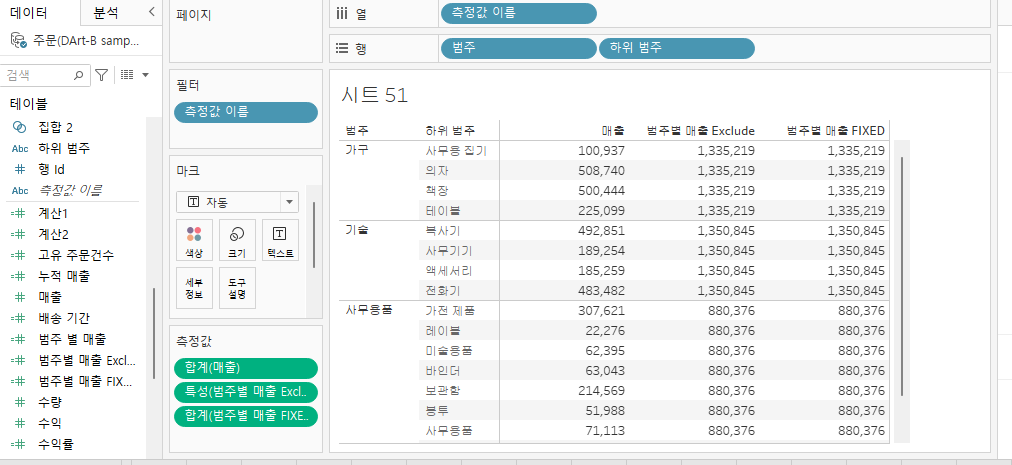 데이터 분석
주문(DArt-B samp...
검색
테이블
집합 2
Abc 하위 범주
행 Id
Abc 측정값 이름
계산1
계산2
고유 주문건수
누적 매출
매출
배송 기간
범주 별 매출
범주별 매출 Excl...
범주별 매출 FIX...
수량
수익
수익률
페이지
필터
측정값 이름
마크
자동
색상 크기 텍스트
세부 정보 도구 설명
측정값
합계(매출)
특성(범주별 매출 Excl..
합계(범주별 매출 FIXE..
열 측정값 이름
행 범주 하위 범주
시트 51
범주 하위 범주 매출 범주별 매출 Exclude 범주별 매출 FIXED
가구 사무용 집기 100,937 1,335,219 1,335,219
의자 508,740 1,335,219 1,335,219
책장 500,444 1,335,219 1,335,219
테이블 225,099 1,335,219 1,335,219
기술 복사기 492,851 1,350,845 1,350,845
사무기기 189,254 1,350,845 1,350,845
액세서리 185,259 1,350,845 1,350,845
전화기 483,482 1,350,845 1,350,845
사무용품 가전 제품 307,621 880,376 880,376
레이블 22,276 880,376 880,376
미술용품 62,395 880,376 880,376
바인더 63,043 880,376 880,376
보관함 214,569 880,376 880,376
봉투 51,988 880,376 880,376
사무용품 71,113 880,376 880,376